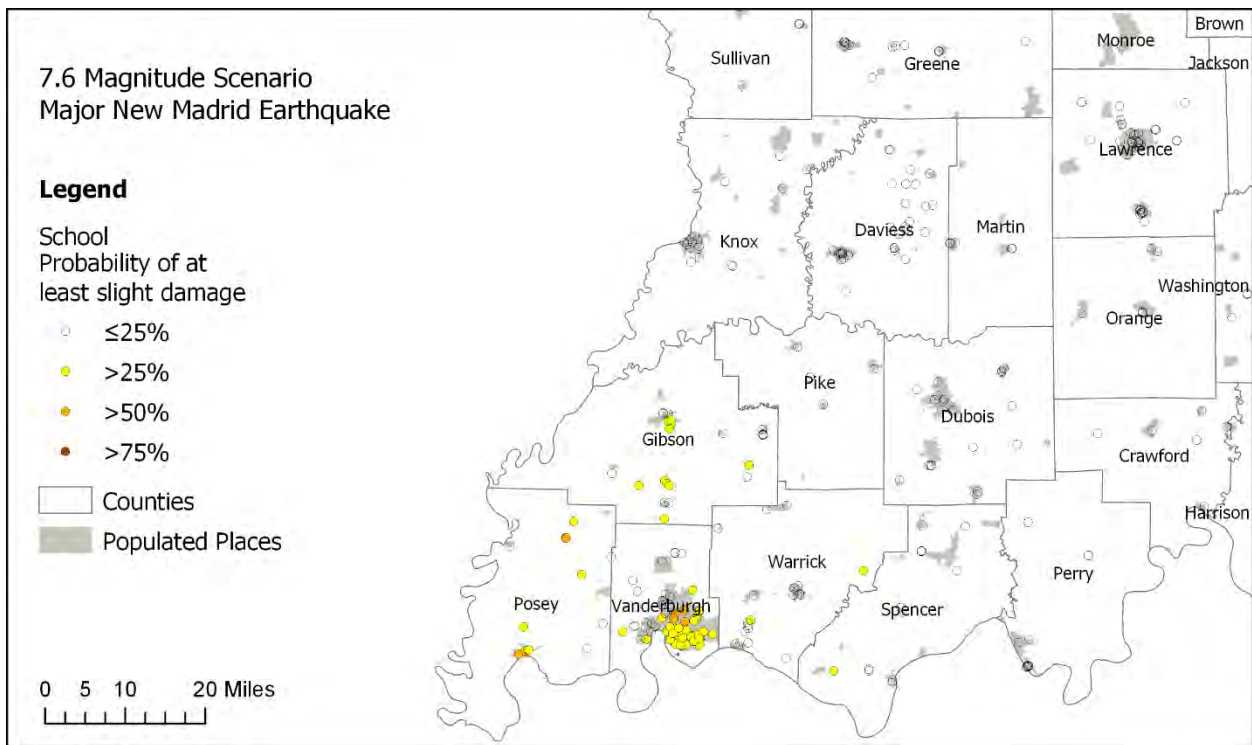 7.6 Magnitude Scenario
Major New Madrid Earthquake
Legend
School
Probability of at
least slight damage
≤25%
>25%
>50%
>75%
Counties
Populated Places
0 5 10 20 Miles
Brown
Monroe
Sullivan
Greene
Jackson
Lawrence
Knox
Daviess
Martin
Washington
Orange
Pike
Dubois
Gibson
Crawford
Harrison
Warrick
Perry
Posey
Vanderburgh
Spencer